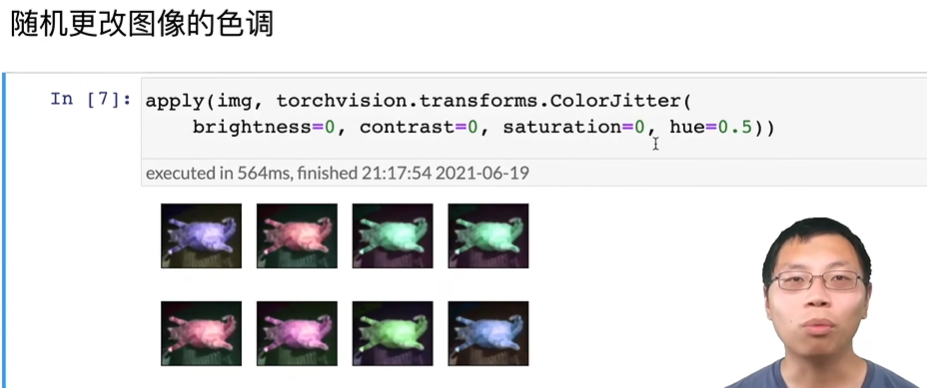 随机更改图像的色调
In [7]: apply(img, torchvision.transforms.ColorJitter(
brightness=0, contrast=0, saturation=0, hue=0.5))
executed in 564ms, finished 21:17:54 2021-06-19